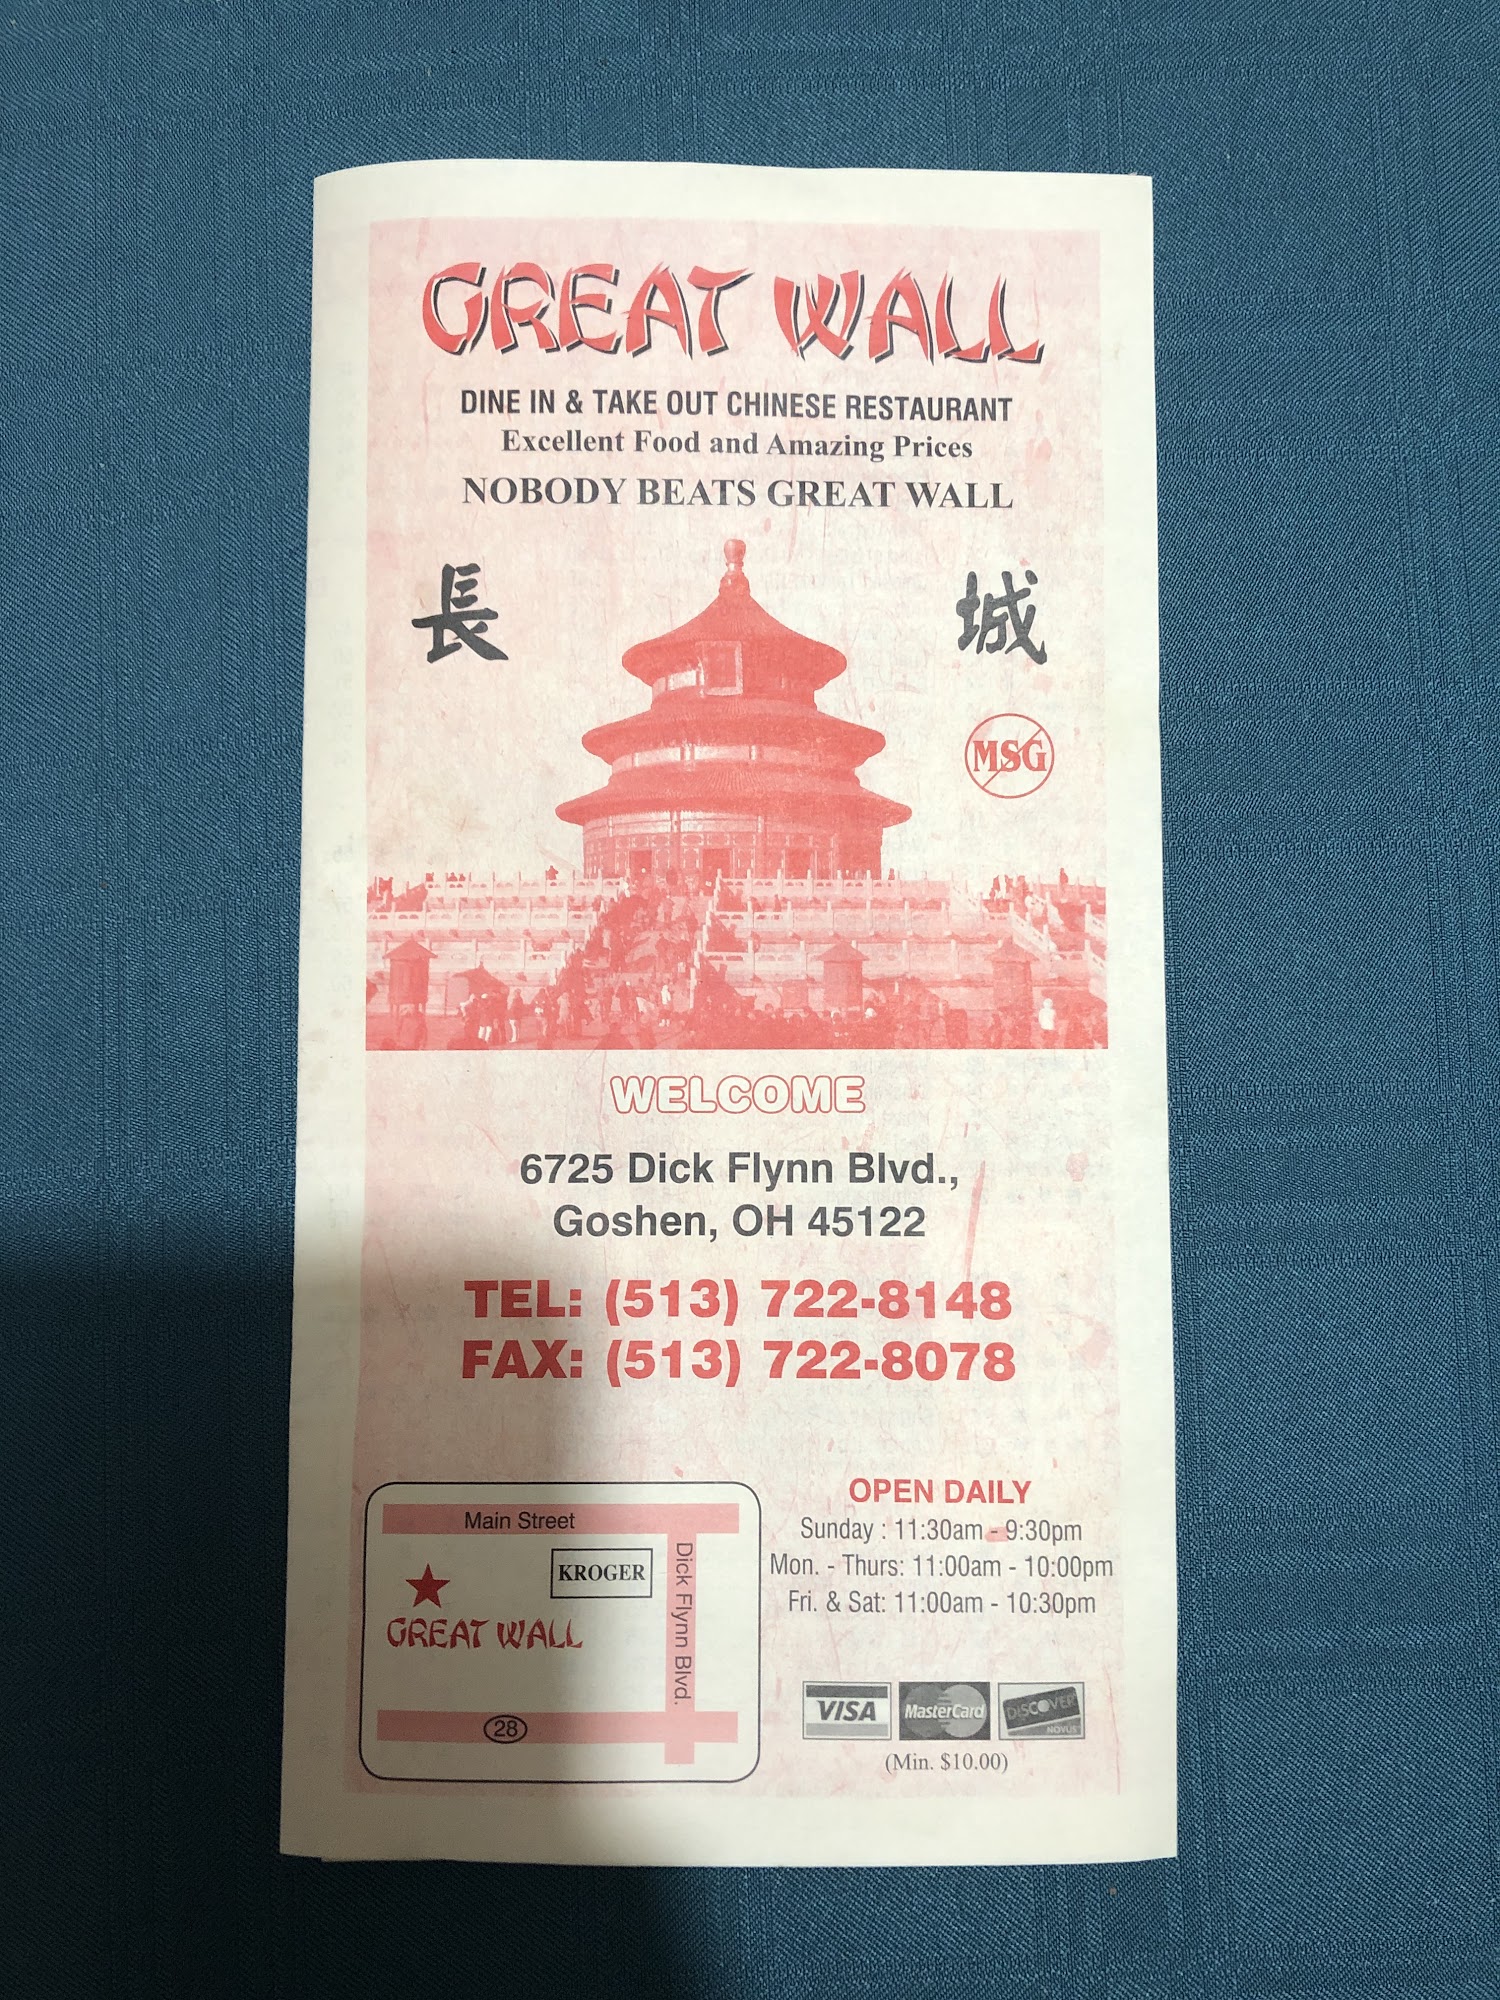 GREAT WALL
DINE IN & TAKE OUT CHINESE RESTAURANT
Excellent Food and Amazing Prices
NOBODY BEATS GREAT WALL
長 城
MSG
WELCOME
6725 Dick Flynn Blvd.,
Goshen, OH 45122
TEL: (513) 722-8148
FAX: (513) 722-8078
Main Street
KROGER
GREAT WALL
Dick Flynn Blvd.
28
OPEN DAILY
Sunday : 11:30am - 9:30pm
Mon. - Thurs: 11:00am - 10:00pm
Fri. & Sat: 11:00am - 10:30pm
VISA MasterCard DISCOVER
NOVUS
(Min. $10.00)